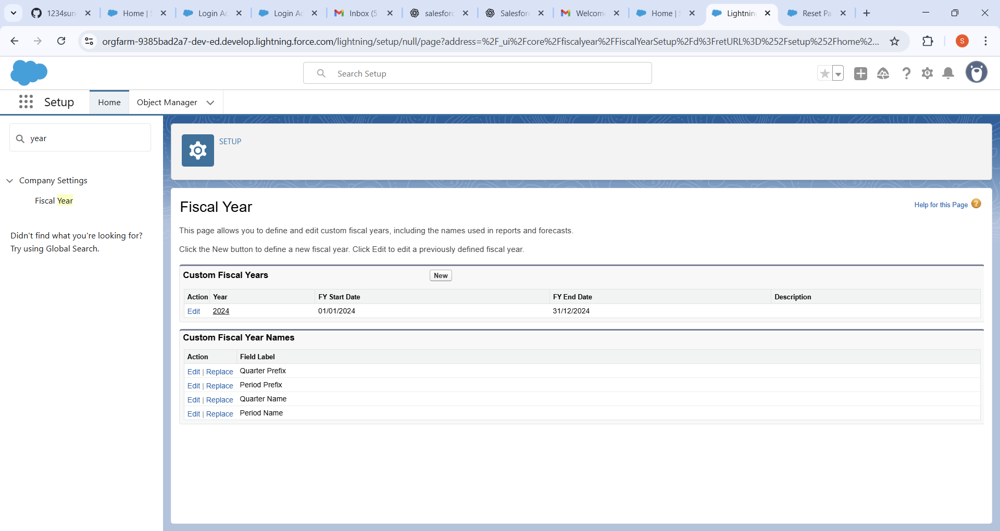 1234sun
Home | S
Login Ac
Login Ac
Inbox (5
salesforc
Salesforc
Welcom
Home | S
Lightnin
Reset Pa
orgfarm-9385bad2a7-dev-ed.develop.lightning.force.com/lightning/setup/null/page?address=%2F_ui%2Fcore%2Ffiscalyear%2FFiscalYearSetup%2Fd%3FretURL%3D%252Fsetup%252Fhome%2...
S
Search Setup
Setup
Home
Object Manager
year
SETUP
Company Settings
Fiscal Year
Didn't find what you're looking for?
Try using Global Search.
Fiscal Year
Help for this Page ?
This page allows you to define and edit custom fiscal years, including the names used in reports and forecasts.
Click the New button to define a new fiscal year. Click Edit to edit a previously defined fiscal year.
Custom Fiscal Years New
Action Year FY Start Date FY End Date Description
Edit 2024 01/01/2024 31/12/2024
Custom Fiscal Year Names
Action Field Label
Edit | Replace Quarter Prefix
Edit | Replace Period Prefix
Edit | Replace Quarter Name
Edit | Replace Period Name